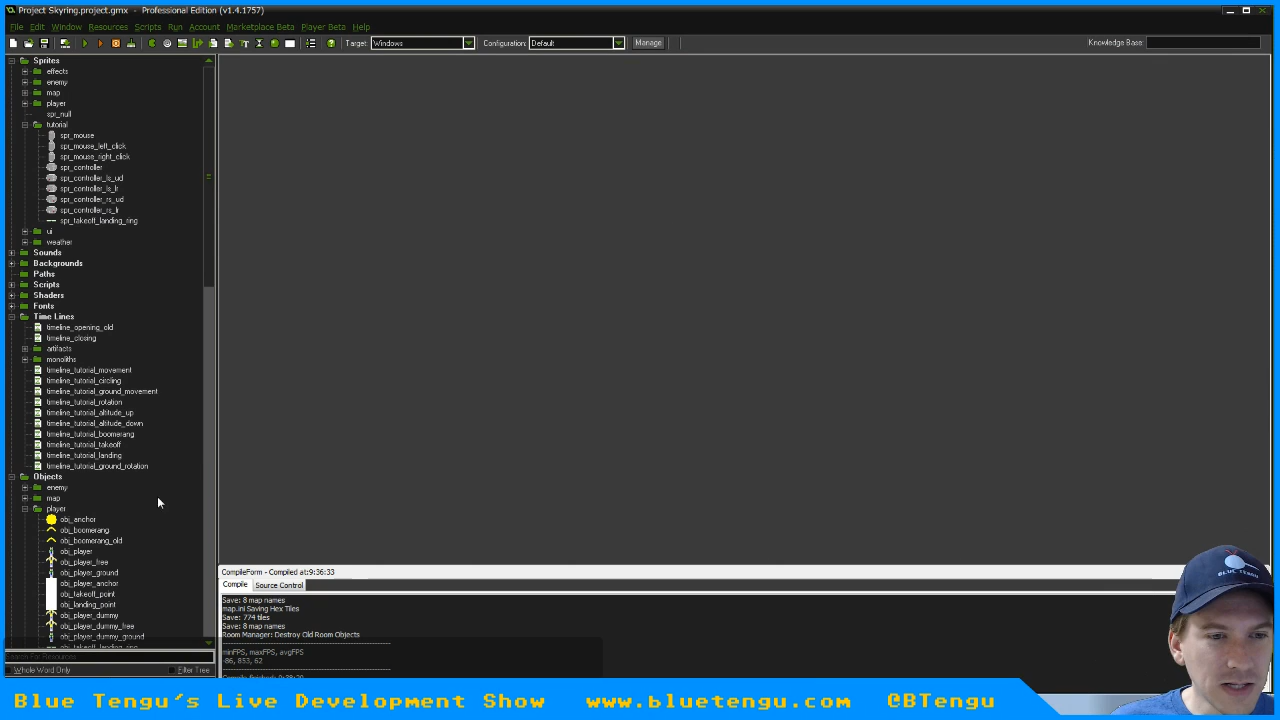 Project Skyring.project.gmx - Professional Edition (v1.4.1757)
File Edit Window Resources Scripts Run Account Marketplace Beta Player Beta Help
Target: Windows Configuration: Default Manage Knowledge Base:
Sprites
effects
enemy
map
player
spr_null
tutorial
spr_mouse
spr_mouse_left_click
spr_mouse_right_click
spr_controller
spr_controller_ls_ud
spr_controller_ls_lr
spr_controller_rs_ud
spr_controller_rs_lr
spr_takeoff_landing_ring
ui
weather
Sounds
Backgrounds
Paths
Scripts
Shaders
Fonts
Time Lines
timeline_opening_old
timeline_closing
artifacts
monoliths
timeline_tutorial_movement
timeline_tutorial_circling
timeline_tutorial_ground_movement
timeline_tutorial_rotation
timeline_tutorial_altitude_up
timeline_tutorial_altitude_down
timeline_tutorial_boomerang
timeline_tutorial_takeoff
timeline_tutorial_landing
timeline_tutorial_ground_rotation
Objects
enemy
map
player
obj_anchor
obj_boomerang
obj_boomerang_old
obj_player
obj_player_free
obj_player_ground
obj_player_anchor
obj_takeoff_point
obj_landing_point
obj_player_dummy
obj_player_dummy_free
obj_player_dummy_ground
obj_takeoff_landing_ring
Search For Resources
Whole Word Only Filter Tree
CompileForm - Compiled at:9:36:33
Compile Source Control
Save: 8 map names
map.ini Saving Hex Tiles
Save: 774 tiles
Save: 8 map names
Room Manager: Destroy Old Room Objects
minFPS, maxFPS, avgFPS
-86, 853, 62
BLUE TENGU
Blue Tengu's Live Development Show www.bluetengu.com @BTengu